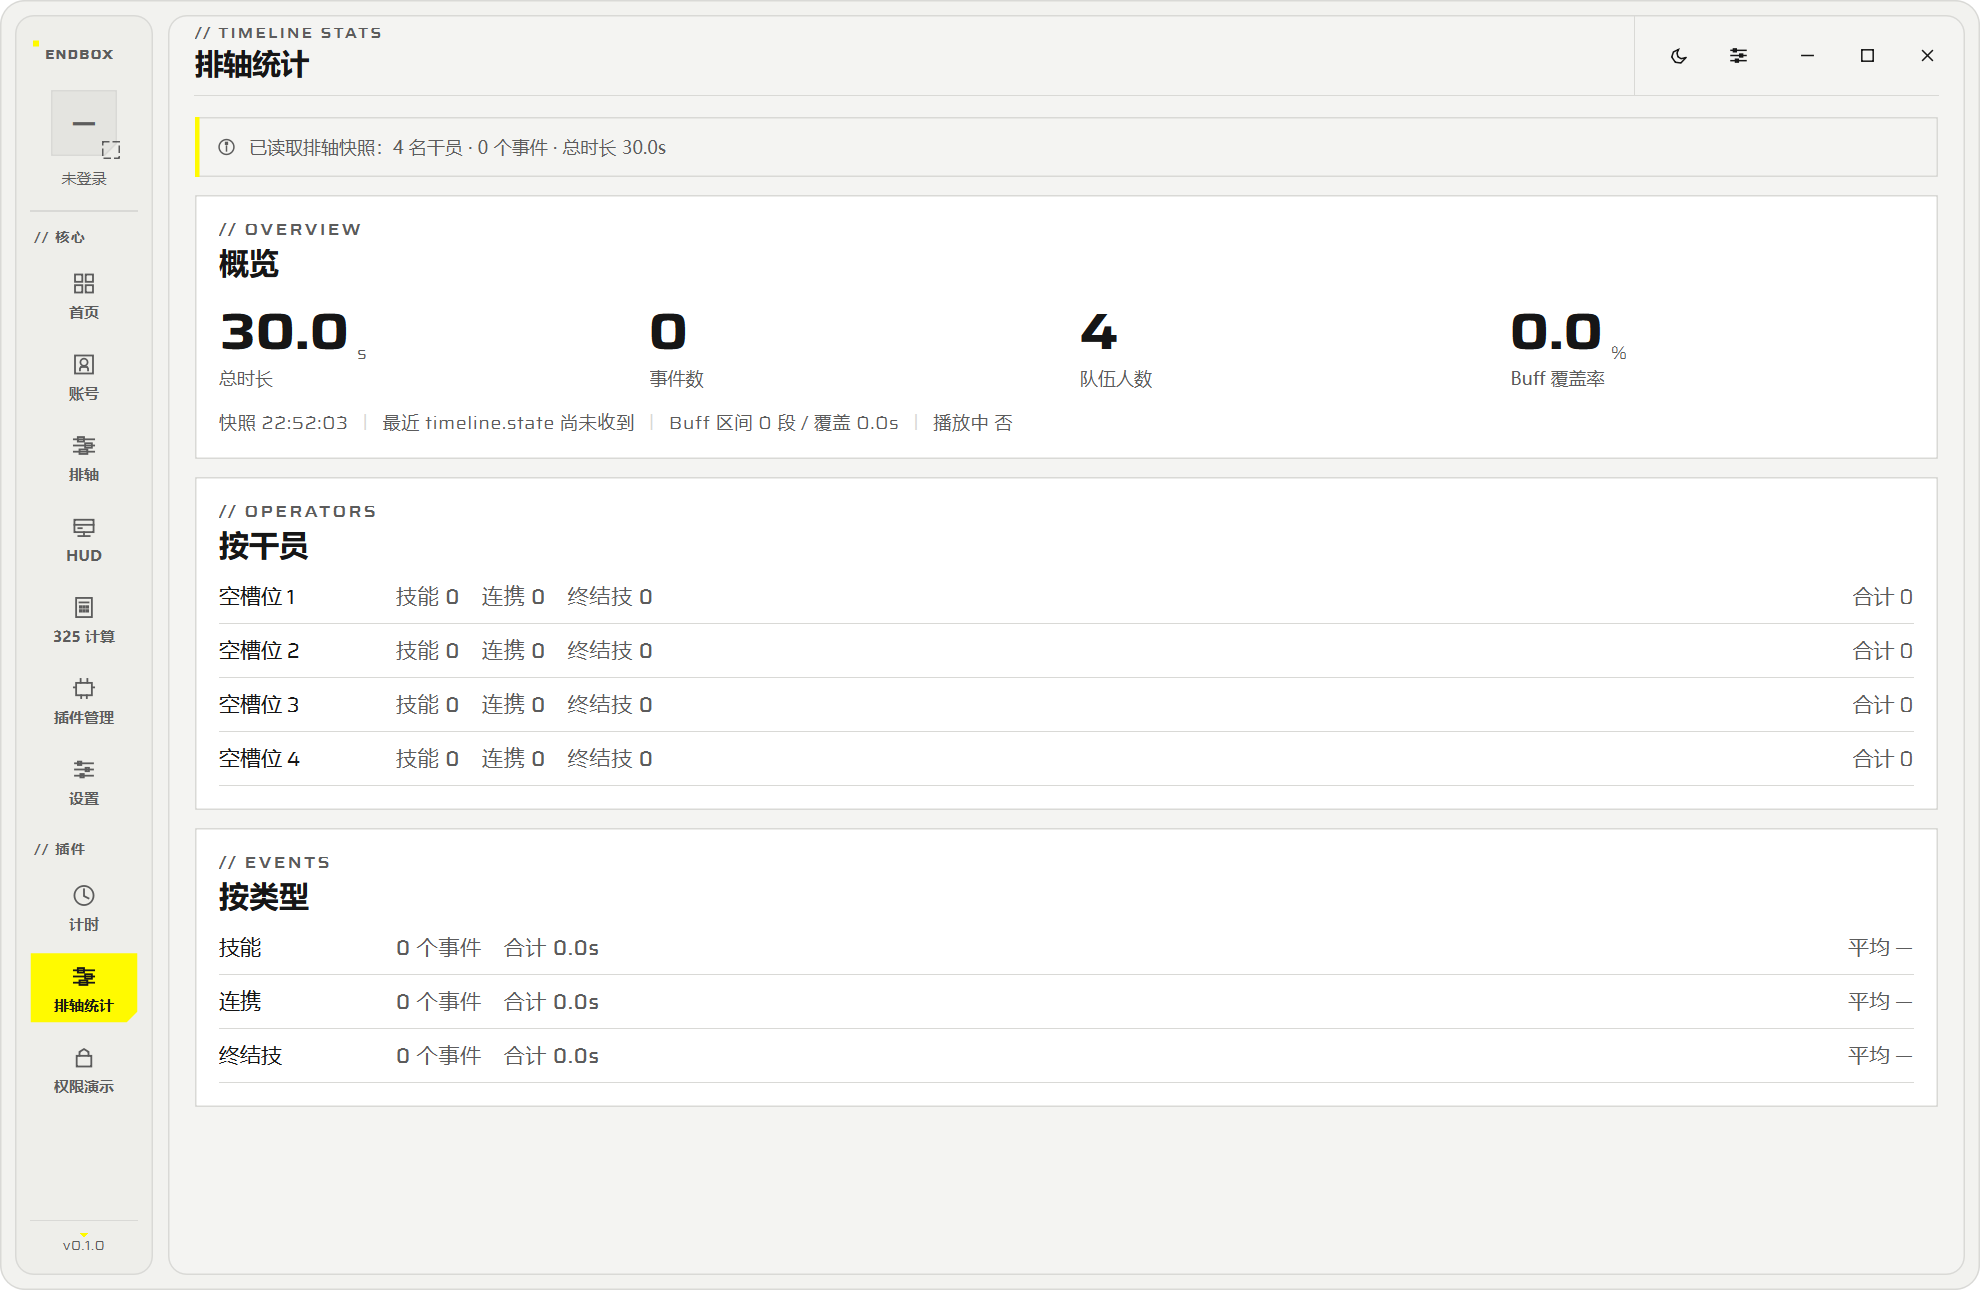 ENDBOX
未登录
// 核心
首页
账号
排轴
HUD
325 计算
插件管理
设置
// 插件
计时
排轴统计
权限演示
v0.1.0
// TIMELINE STATS
排轴统计
已读取排轴快照：4 名干员 · 0 个事件 · 总时长 30.0s
// OVERVIEW
概览
30.0 s
总时长
0
事件数
4
队伍人数
0.0 %
Buff 覆盖率
快照 22:52:03 | 最近 timeline.state 尚未收到 | Buff 区间 0 段 / 覆盖 0.0s | 播放中 否
// OPERATORS
按干员
空槽位 1 技能 0 连携 0 终结技 0 合计 0
空槽位 2 技能 0 连携 0 终结技 0 合计 0
空槽位 3 技能 0 连携 0 终结技 0 合计 0
空槽位 4 技能 0 连携 0 终结技 0 合计 0
// EVENTS
按类型
技能 0 个事件 合计 0.0s 平均 —
连携 0 个事件 合计 0.0s 平均 —
终结技 0 个事件 合计 0.0s 平均 —